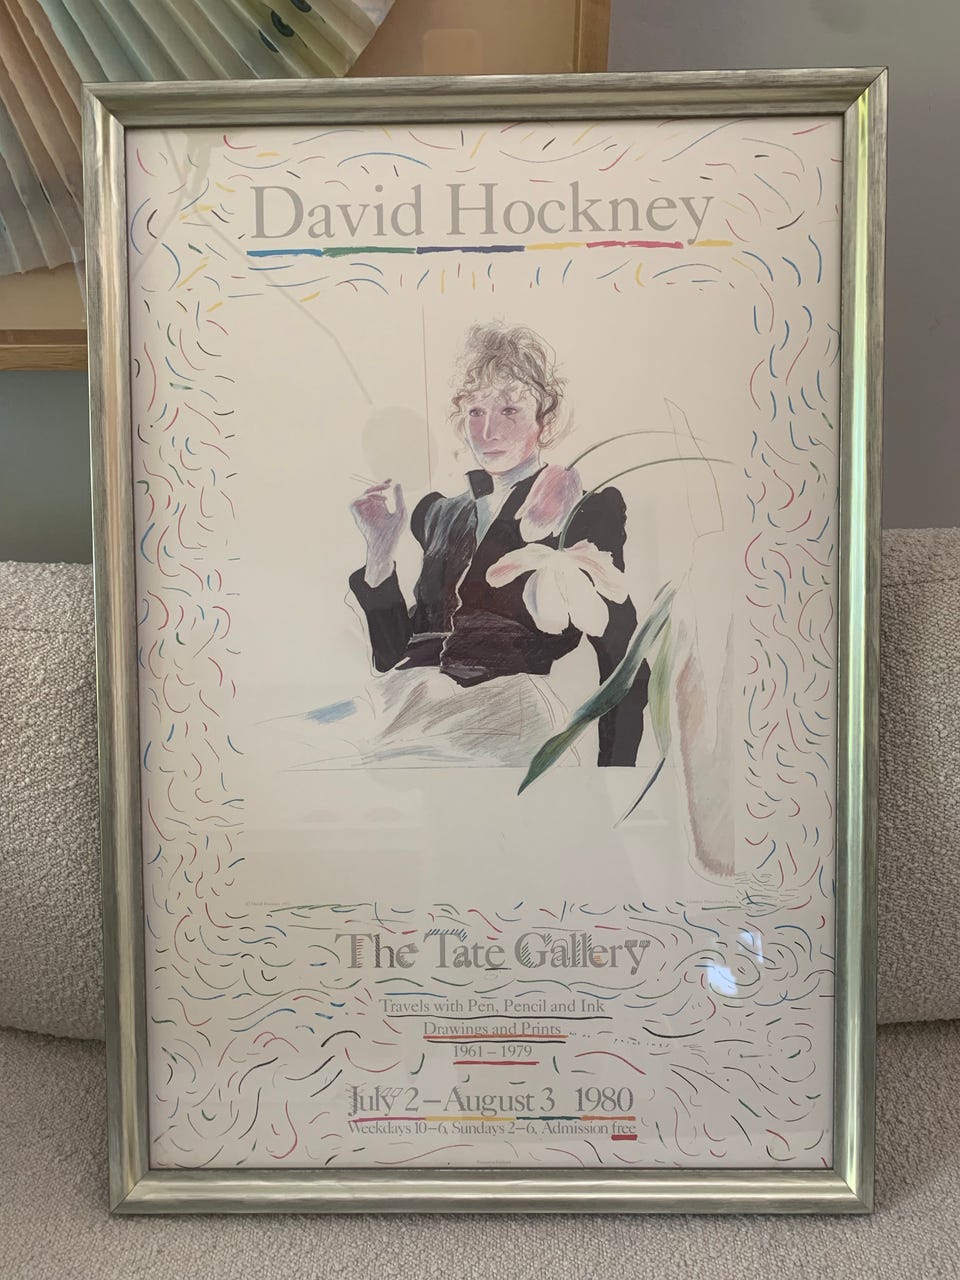 David Hockney
The Tate Gallery
Travels with Pen, Pencil and Ink
Drawings and Prints
1961–1979
July 2–August 3 1980
Weekdays 10–6, Sundays 2–6, Admission free